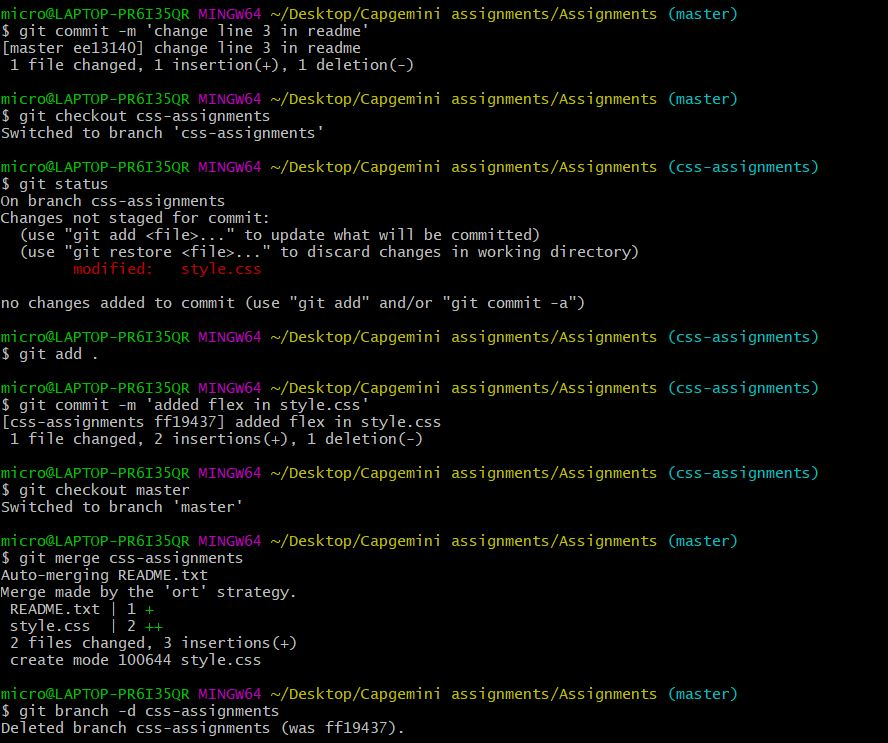 micro@LAPTOP-PR6I35QR MINGW64 ~/Desktop/Capgemini assignments/Assignments (master)
$ git commit -m 'change line 3 in readme'
[master ee13140] change line 3 in readme
 1 file changed, 1 insertion(+), 1 deletion(-)

micro@LAPTOP-PR6I35QR MINGW64 ~/Desktop/Capgemini assignments/Assignments (master)
$ git checkout css-assignments
Switched to branch 'css-assignments'

micro@LAPTOP-PR6I35QR MINGW64 ~/Desktop/Capgemini assignments/Assignments (css-assignments)
$ git status
On branch css-assignments
Changes not staged for commit:
  (use "git add <file>..." to update what will be committed)
  (use "git restore <file>..." to discard changes in working directory)
        modified:   style.css

no changes added to commit (use "git add" and/or "git commit -a")

micro@LAPTOP-PR6I35QR MINGW64 ~/Desktop/Capgemini assignments/Assignments (css-assignments)
$ git add .

micro@LAPTOP-PR6I35QR MINGW64 ~/Desktop/Capgemini assignments/Assignments (css-assignments)
$ git commit -m 'added flex in style.css'
[css-assignments ff19437] added flex in style.css
 1 file changed, 2 insertions(+), 1 deletion(-)

micro@LAPTOP-PR6I35QR MINGW64 ~/Desktop/Capgemini assignments/Assignments (css-assignments)
$ git checkout master
Switched to branch 'master'

micro@LAPTOP-PR6I35QR MINGW64 ~/Desktop/Capgemini assignments/Assignments (master)
$ git merge css-assignments
Auto-merging README.txt
Merge made by the 'ort' strategy.
 README.txt | 1 +
 style.css  | 2 ++
 2 files changed, 3 insertions(+)
 create mode 100644 style.css

micro@LAPTOP-PR6I35QR MINGW64 ~/Desktop/Capgemini assignments/Assignments (master)
$ git branch -d css-assignments
Deleted branch css-assignments (was ff19437).